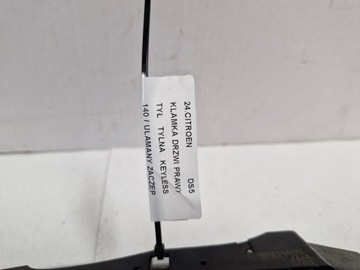 24.CITROEN DS5
KLAMKA DRZWI PRAWY
TYŁ TYLNA KEYLESS
140 / UŁAMANY ZACZEP